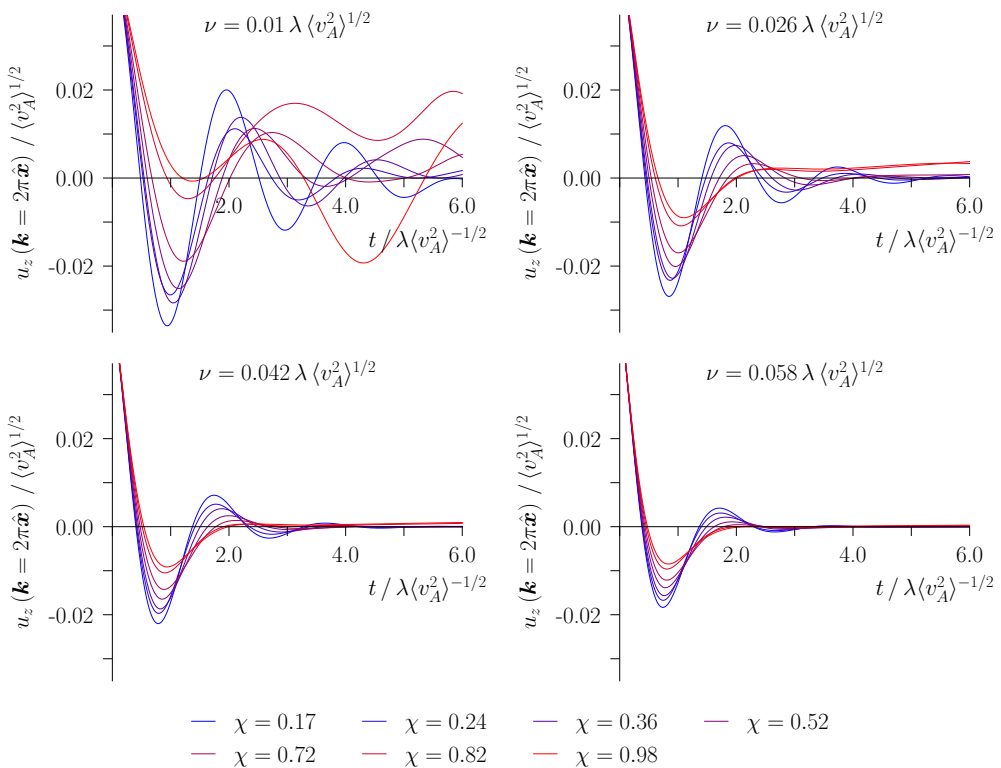 ν = 0.01 λ ⟨v_A^2⟩^{1/2}
u_z (k = 2πx̂) / ⟨v_A^2⟩^{1/2}
0.02
0.00
-0.02
2.0 4.0 6.0
t / λ⟨v_A^2⟩^{-1/2}
ν = 0.026 λ ⟨v_A^2⟩^{1/2}
u_z (k = 2πx̂) / ⟨v_A^2⟩^{1/2}
0.02
0.00
-0.02
2.0 4.0 6.0
t / λ⟨v_A^2⟩^{-1/2}
ν = 0.042 λ ⟨v_A^2⟩^{1/2}
u_z (k = 2πx̂) / ⟨v_A^2⟩^{1/2}
0.02
0.00
-0.02
2.0 4.0 6.0
t / λ⟨v_A^2⟩^{-1/2}
ν = 0.058 λ ⟨v_A^2⟩^{1/2}
u_z (k = 2πx̂) / ⟨v_A^2⟩^{1/2}
0.02
0.00
-0.02
2.0 4.0 6.0
t / λ⟨v_A^2⟩^{-1/2}
χ = 0.17 χ = 0.24 χ = 0.36 χ = 0.52
χ = 0.72 χ = 0.82 χ = 0.98